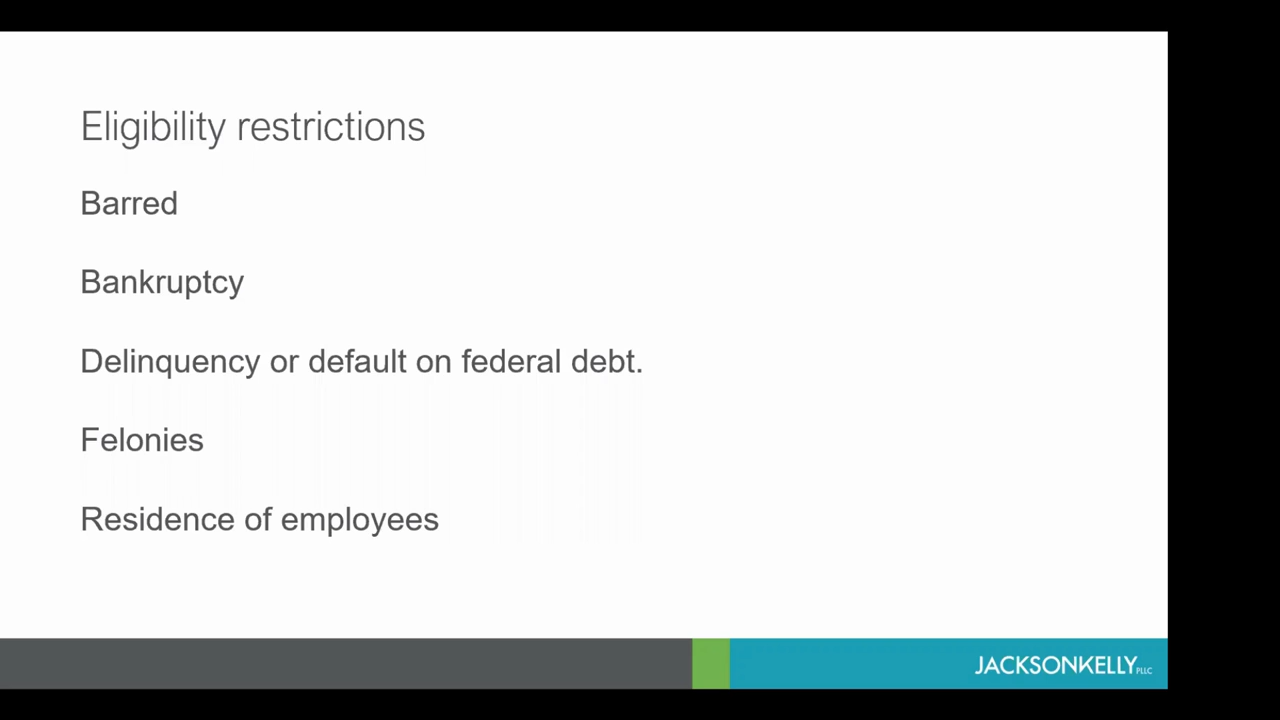 Eligibility restrictions
Barred
Bankruptcy
Delinquency or default on federal debt.
Felonies
Residence of employees
JACKSONKELLY PLLC